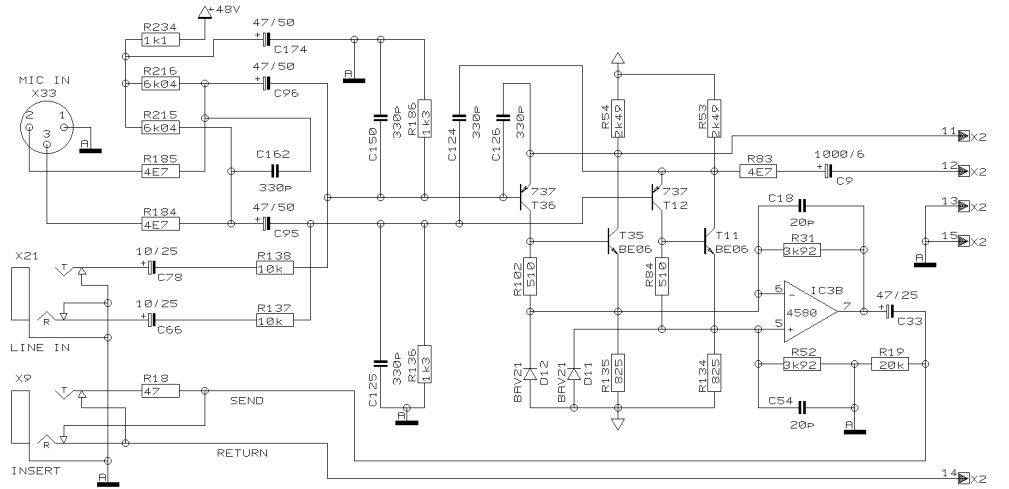 +48V
R234
1k1
47/50
+
C174
MIC IN
X33
2
1
3
A
R216
6k04
47/50
+
C96
R215
6k04
R185
4E7
C162
330p
R184
4E7
47/50
+
C95
A
C150
330p
R186
1k3
C124
330p
C126
330p
737
T36
737
T12
R54
2k49
R53
2k49
11
X2
R83
4E7
1000/6
+
C9
12
X2
13
X2
15
X2
A
X21
T
R
LINE IN
10/25
+
C78
R138
10k
10/25
+
C66
R137
10k
T35
BE06
T11
BE06
R102
510
R84
510
C18
20p
R31
3k92
IC3B
4580
6
-
5
+
7
47/25
+
C33
C125
330p
R136
1k3
A
BAV21
D12
BAV21
D11
R135
825
R134
825
R52
3k92
R19
20k
C54
20p
A
X9
T
R
INSERT
R18
47
SEND
RETURN
A
14
X2